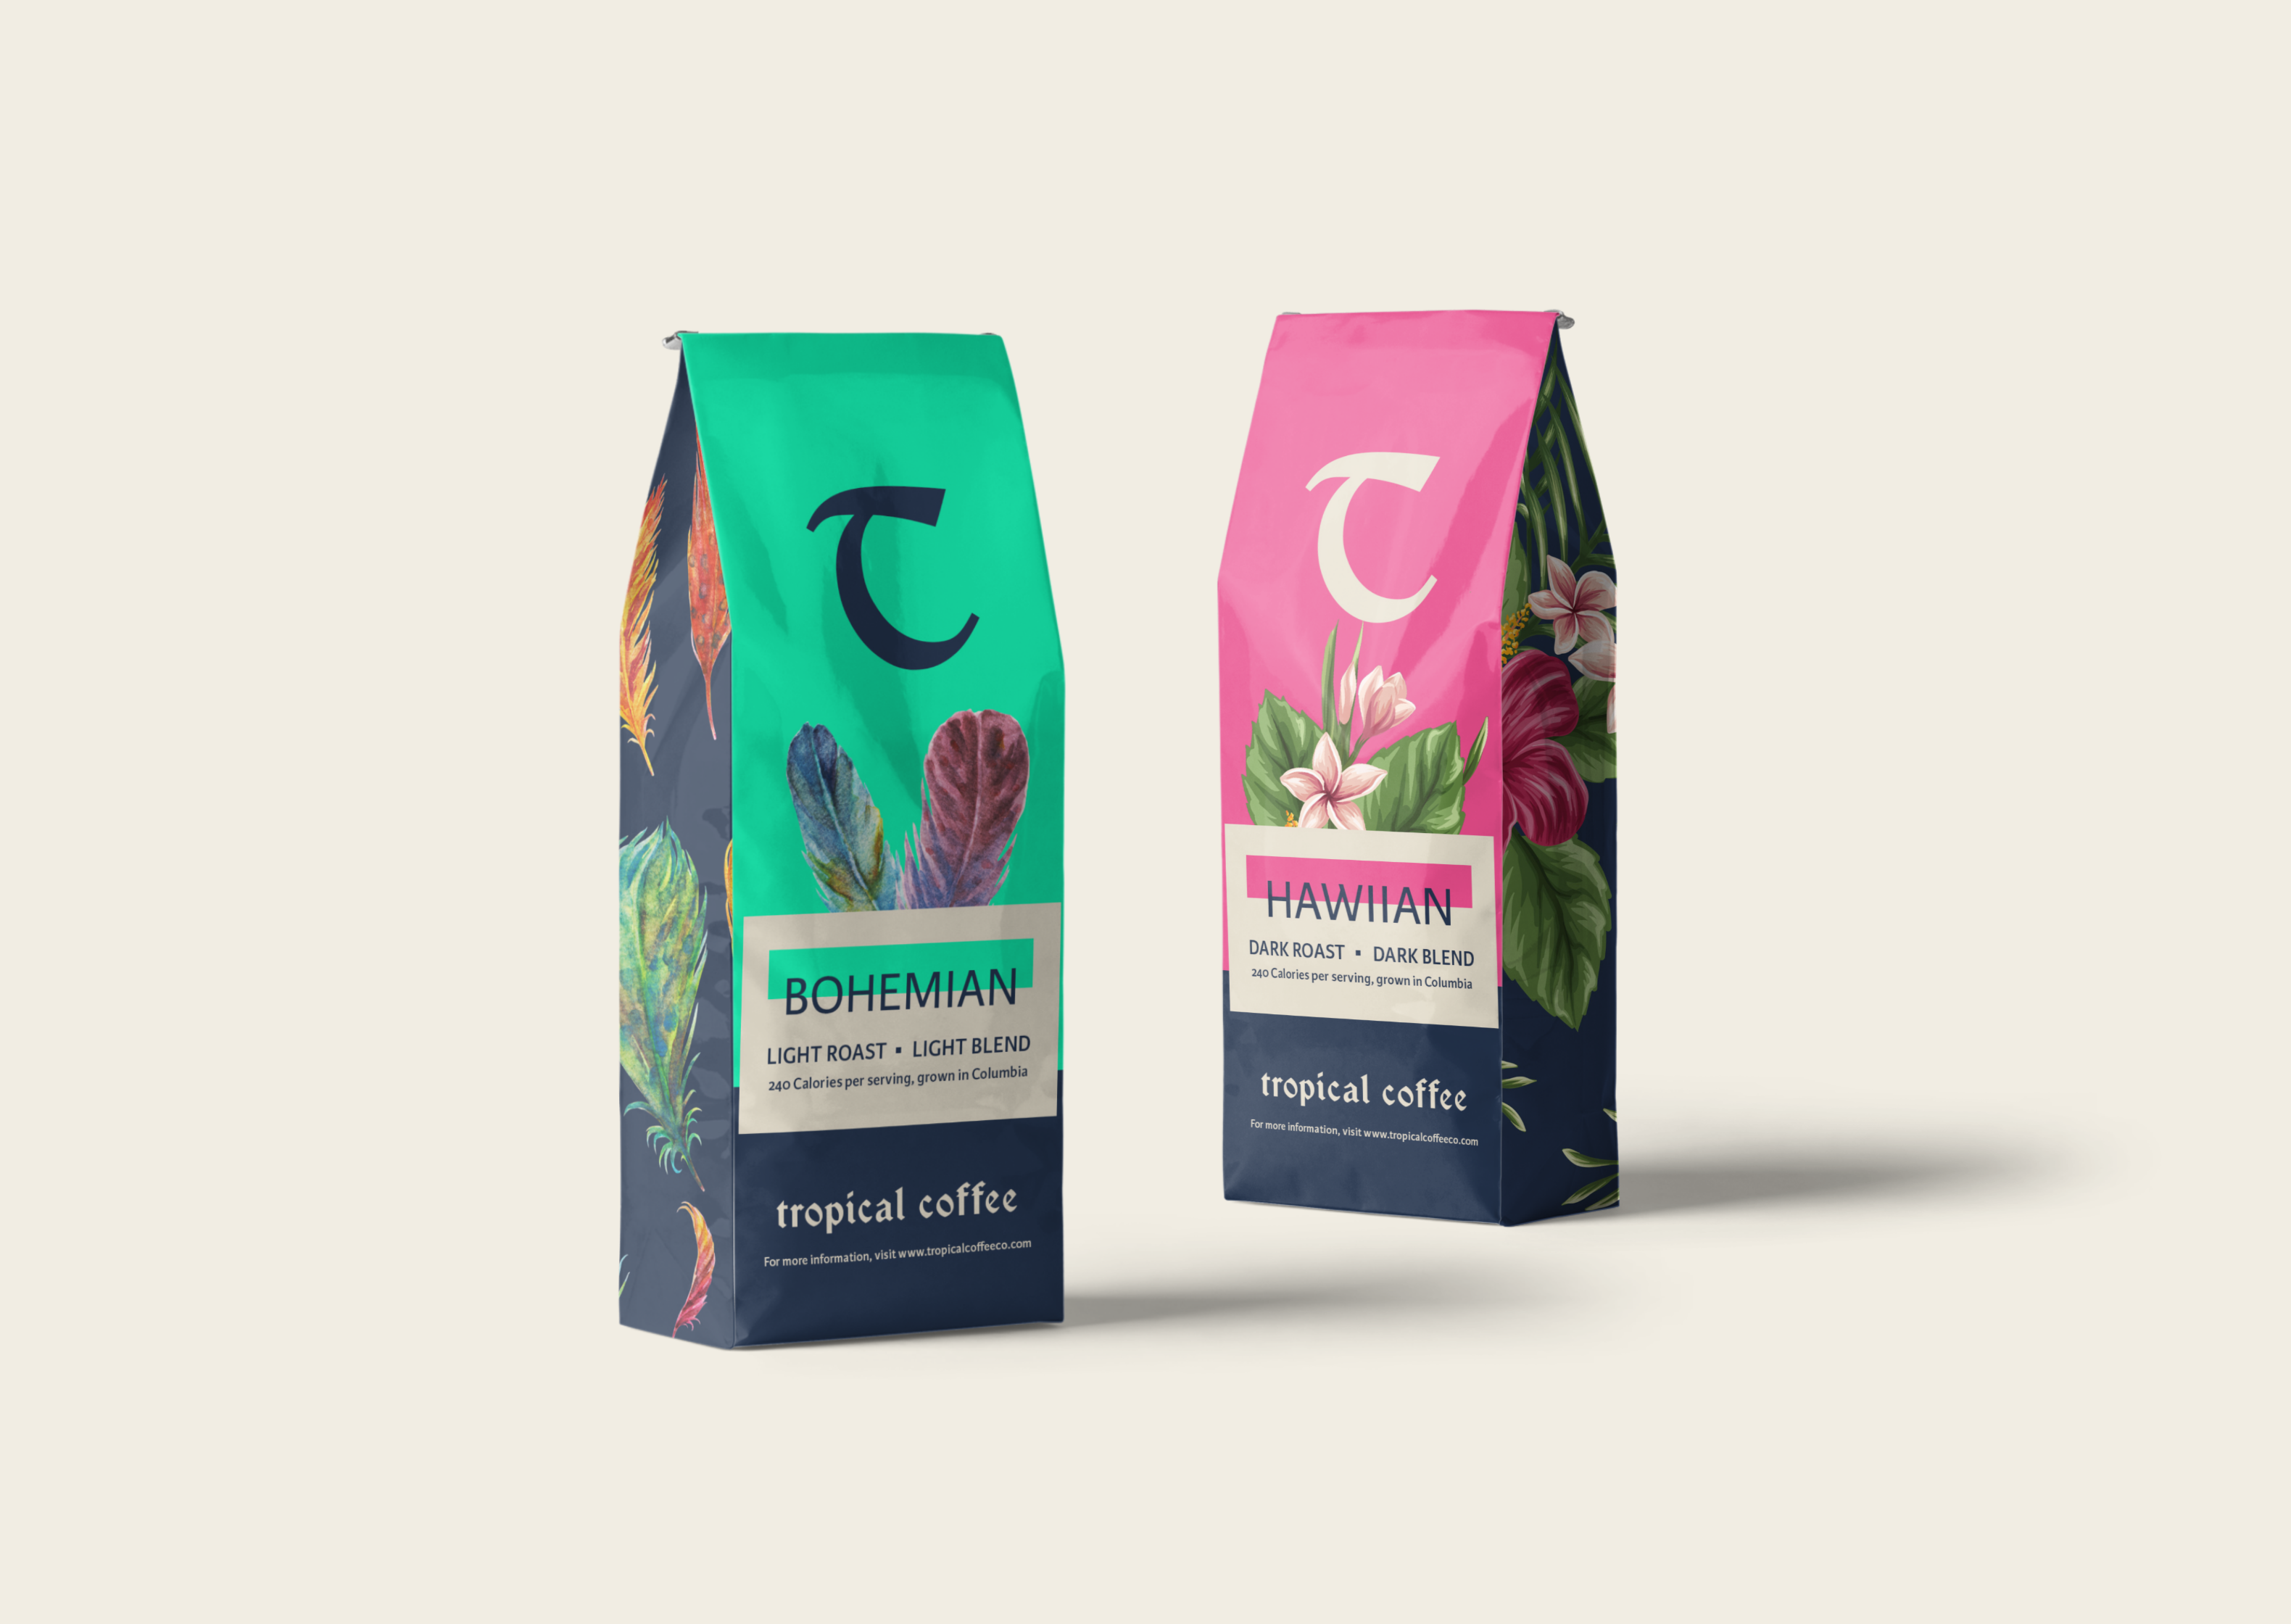 T
BOHEMIAN
LIGHT ROAST ▪ LIGHT BLEND
240 Calories per serving, grown in Columbia
tropical coffee
For more information, visit www.tropicalcoffeeco.com
T
HAWIIAN
DARK ROAST ▪ DARK BLEND
240 Calories per serving, grown in Columbia
tropical coffee
For more information, visit www.tropicalcoffeeco.com